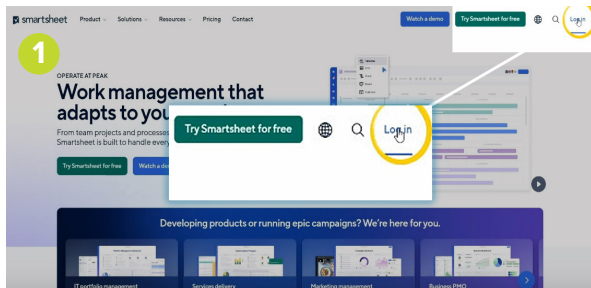 smartsheet Product Solutions Resources Pricing Contact Watch a demo Try Smartsheet for free Log in
1
OPERATE AT PEAK
Work management that
adapts to you
From team projects and processes
Smartsheet is built to handle every
Try Smartsheet for free Watch a
Try Smartsheet for free Log in
Developing products or running epic campaigns? We're here for you.
IT portfolio management Services delivery Marketing management Business PMO